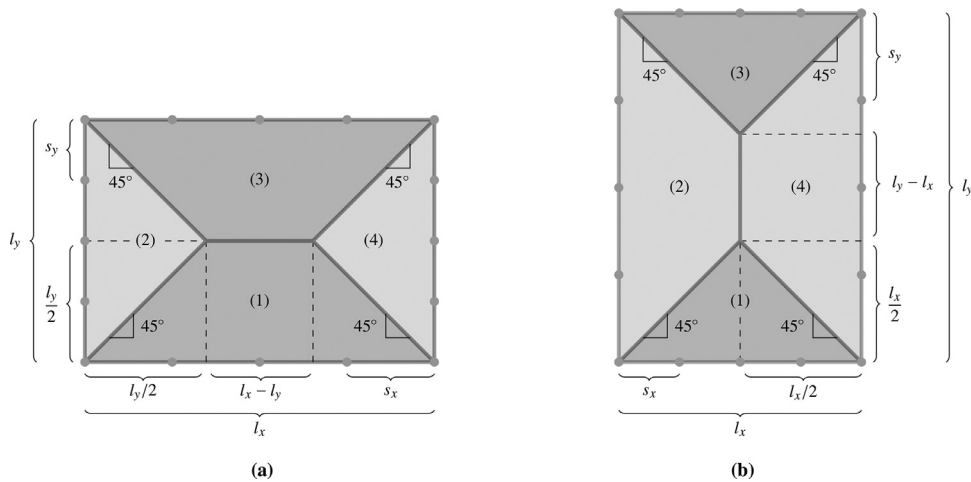 s_y
45°
(3)
45°
l_y
(2)
(4)
l_y
2
(1)
45°
45°
l_y/2
l_x − l_y
s_x
l_x
(a)
s_y
45°
(3)
45°
(2)
(4)
l_y − l_x
l_y
(1)
l_x
2
45°
45°
s_x
l_x/2
l_x
(b)